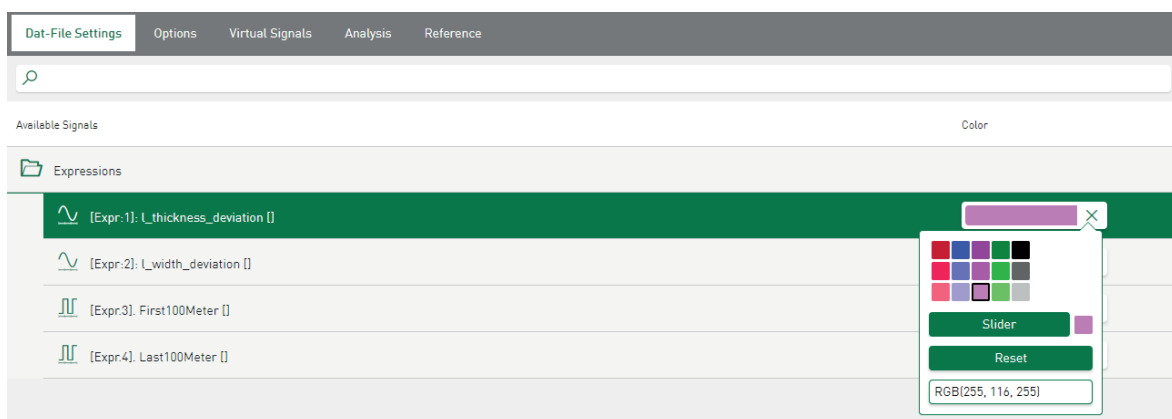 Dat-File Settings Options Virtual Signals Analysis Reference
Available Signals Color
Expressions
[Expr:1]: l_thickness_deviation []
[Expr:2]: l_width_deviation []
[Expr.3]. First100Meter []
[Expr.4]. Last100Meter []
Slider
Reset
RGB(255, 116, 255)